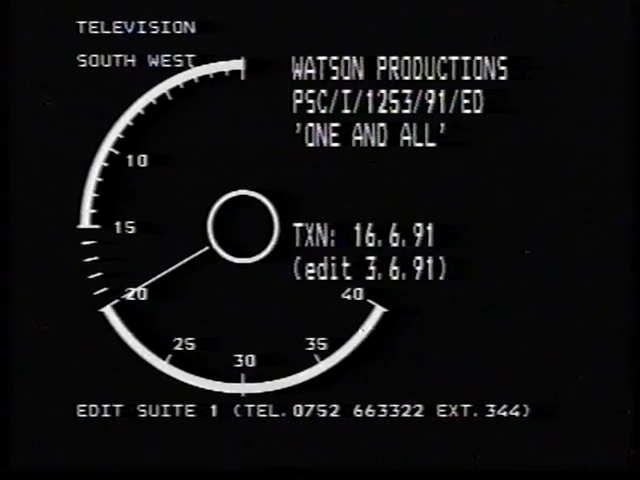 TELEVISION
SOUTH WEST
WATSON PRODUCTIONS
PSC/I/1253/91/ED
'ONE AND ALL'
10
15
TXN: 16.6.91
(edit 3.6.91)
20
40
25
35
30
EDIT SUITE 1 (TEL.0752 663322 EXT.344)